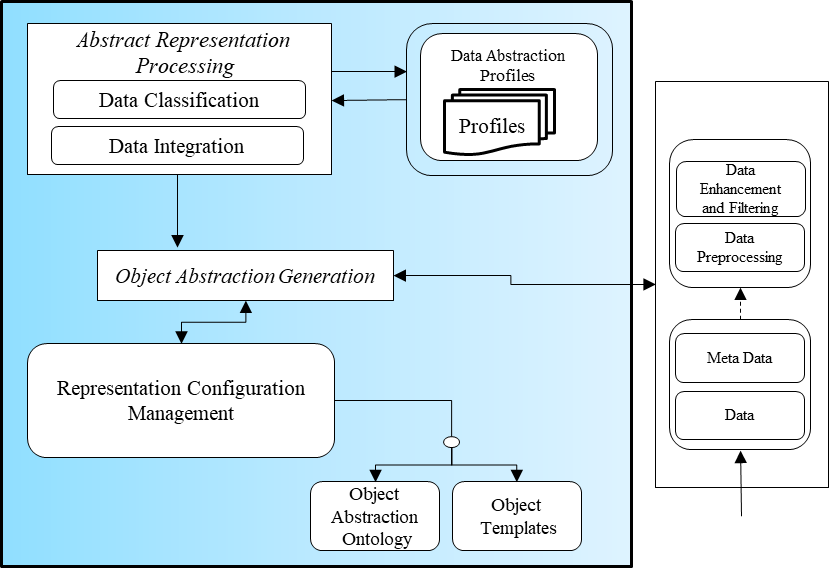 Abstract Representation
Processing
Data Classification
Data Integration
Data Abstraction
Profiles
Profiles
Object Abstraction Generation
Representation Configuration
Management
Object
Abstraction
Ontology
Object
Templates
Data
Enhancement
and Filtering
Data
Preprocessing
Meta Data
Data